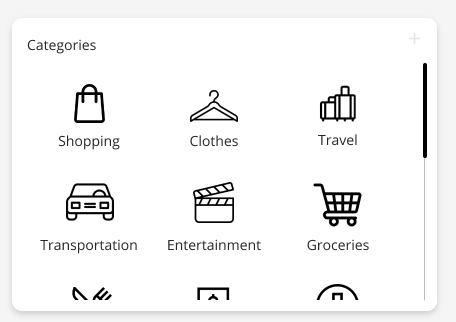 Categories
Shopping
Clothes
Travel
Transportation
Entertainment
Groceries